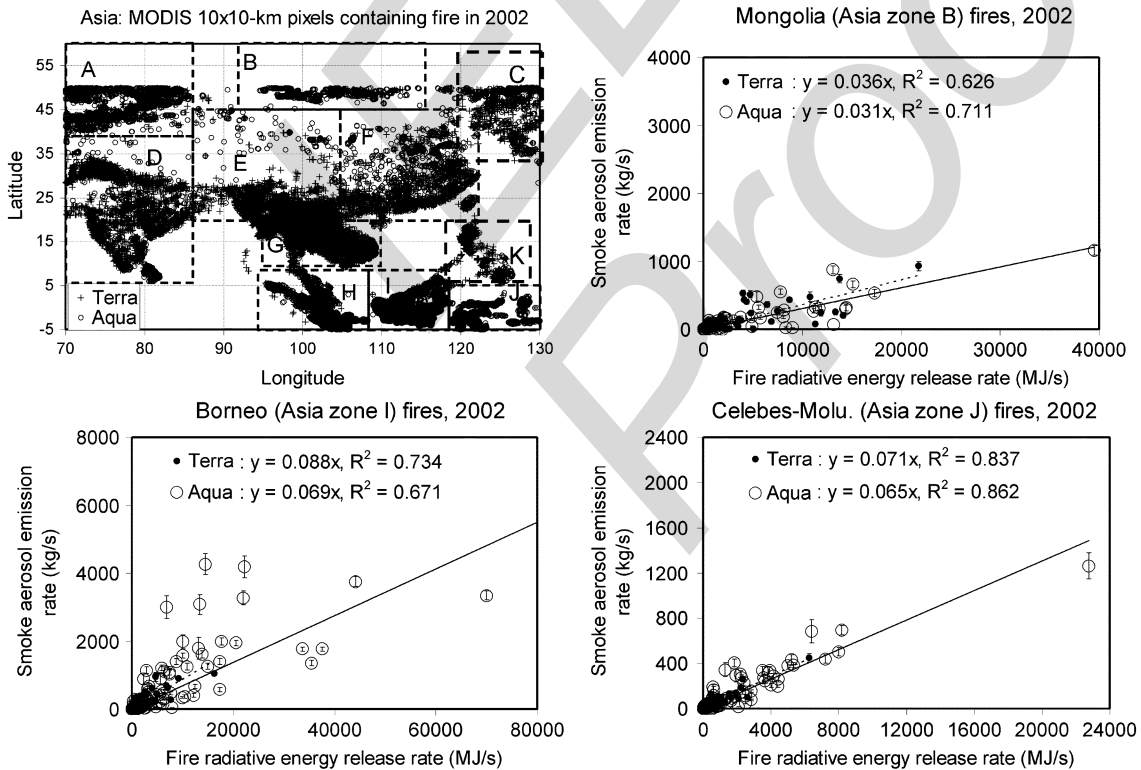 Asia: MODIS 10x10-km pixels containing fire in 2002
55
45
35
25
15
5
-5
Latitude
A
B
C
D
E
F
G
H
I
J
K
+ Terra
○ Aqua
70 80 90 100 110 120 130
Longitude
Mongolia (Asia zone B) fires, 2002
4000
3000
2000
1000
0
Smoke aerosol emission
rate (kg/s)
• Terra : y = 0.036x, R² = 0.626
○ Aqua : y = 0.031x, R² = 0.711
0 10000 20000 30000 40000
Fire radiative energy release rate (MJ/s)
Borneo (Asia zone I) fires, 2002
8000
6000
4000
2000
0
Smoke aerosol emission
rate (kg/s)
• Terra : y = 0.088x, R² = 0.734
○ Aqua : y = 0.069x, R² = 0.671
0 20000 40000 60000 80000
Fire radiative energy release rate (MJ/s)
Celebes-Molu. (Asia zone J) fires, 2002
2400
2000
1600
1200
800
400
0
Smoke aerosol emission
rate (kg/s)
• Terra : y = 0.071x, R² = 0.837
○ Aqua : y = 0.065x, R² = 0.862
0 4000 8000 12000 16000 20000 24000
Fire radiative energy release rate (MJ/s)